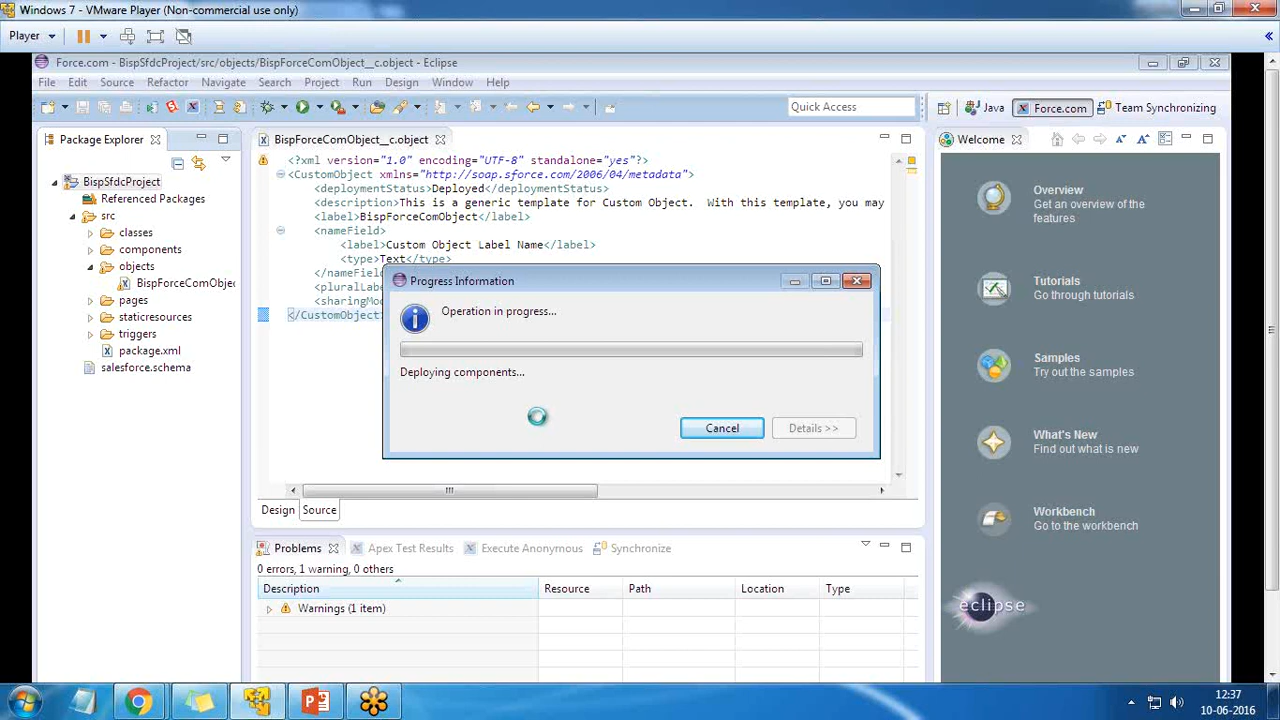 Windows 7 - VMware Player (Non-commercial use only)
Player
Force.com - BispSfdcProject/src/objects/BispForceComObject__c.object - Eclipse
File Edit Source Refactor Navigate Search Project Run Design Window Help
Quick Access
Java Force.com Team Synchronizing
Package Explorer
BispSfdcProject
Referenced Packages
src
classes
components
objects
BispForceComObjec
pages
staticresources
triggers
package.xml
salesforce.schema
BispForceComObject__c.object
<?xml version="1.0" encoding="UTF-8" standalone="yes"?>
<CustomObject xmlns="http://soap.sforce.com/2006/04/metadata">
<deploymentStatus>Deployed</deploymentStatus>
<description>This is a generic template for Custom Object.  With this template, you may
<label>BispForceComObject</label>
<nameField>
<label>Custom Object Label Name</label>
<type>Text</type>
</nameField
<pluralLabe
<sharingMod
</CustomObject>
Design Source
Progress Information
Operation in progress...
Deploying components...
Cancel Details >>
Problems Apex Test Results Execute Anonymous Synchronize
0 errors, 1 warning, 0 others
Description Resource Path Location Type
Warnings (1 item)
Welcome
Overview
Get an overview of the
features
Tutorials
Go through tutorials
Samples
Try out the samples
What's New
Find out what is new
Workbench
Go to the workbench
eclipse
12:37
10-06-2016